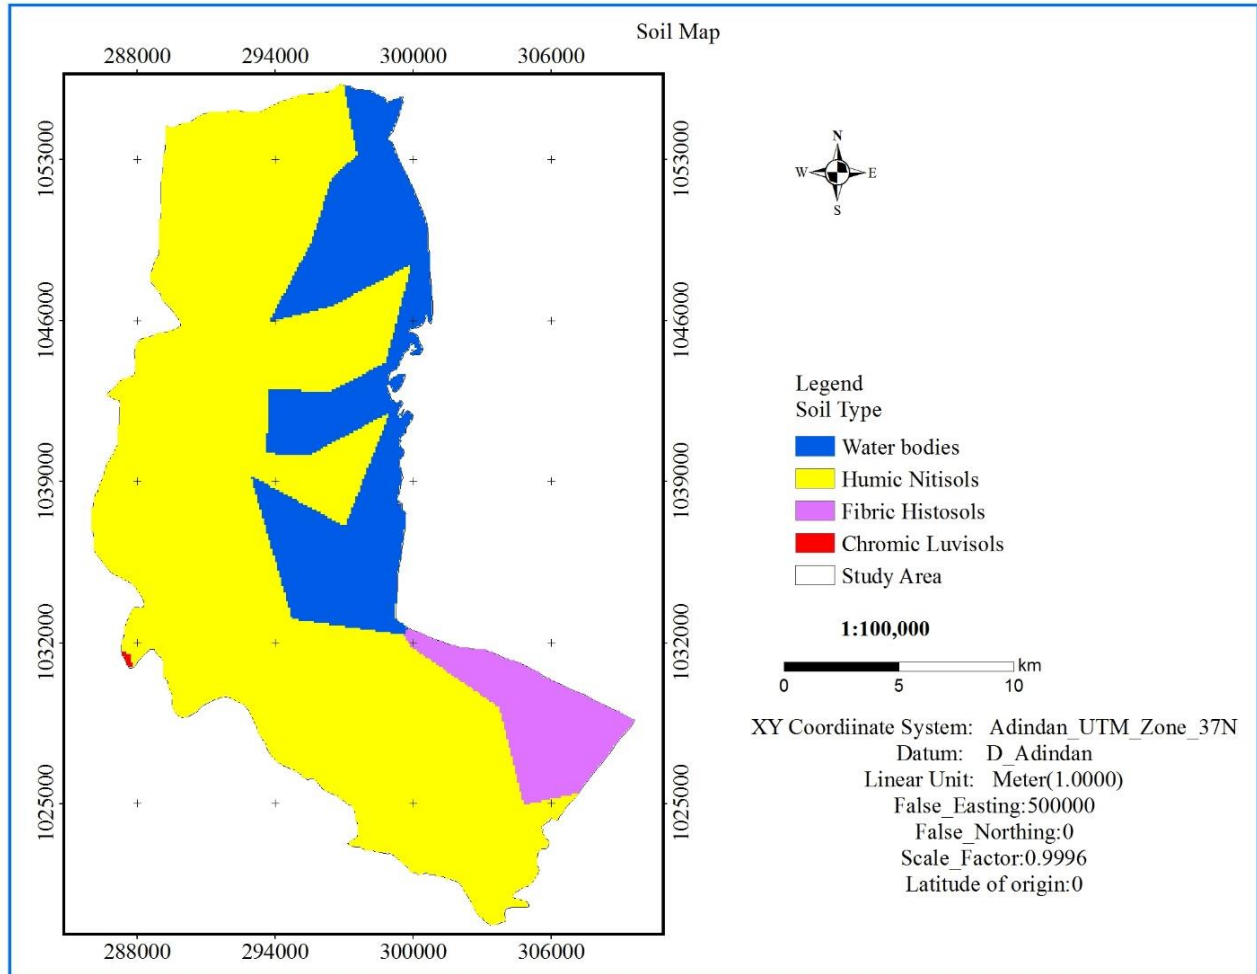 Soil Map
288000 294000 300000 306000
1053000
1053000
1046000
1046000
1039000
1039000
1032000
1032000
1025000
1025000
288000 294000 300000 306000
N
W E
S
Legend
Soil Type
Water bodies
Humic Nitisols
Fibric Histosols
Chromic Luvisols
Study Area
1:100,000
km
0 5 10
XY Coordiinate System: Adindan_UTM_Zone_37N
Datum: D_Adindan
Linear Unit: Meter(1.0000)
False_Easting:500000
False_Northing:0
Scale_Factor:0.9996
Latitude of origin:0